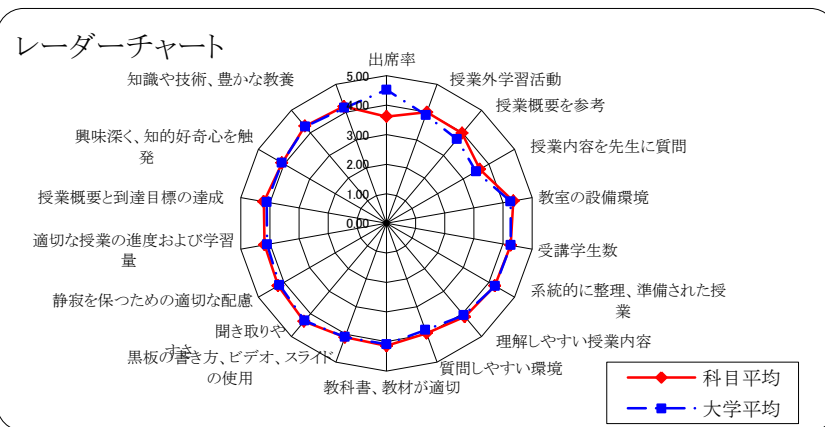 レーダーチャート
出席率
授業外学習活動
授業概要を参考
授業内容を先生に質問
教室の設備環境
受講学生数
系統的に整理、準備された授
業
理解しやすい授業内容
質問しやすい環境
教科書、教材が適切
黒板の書き方、ビデオ、スライド
の使用
聞き取りや
すさ
静寂を保つための適切な配慮
適切な授業の進度および学習
量
授業概要と到達目標の達成
興味深く、知的好奇心を触
発
知識や技術、豊かな教養
5.00
4.00
3.00
2.00
1.00
0.00
科目平均
大学平均